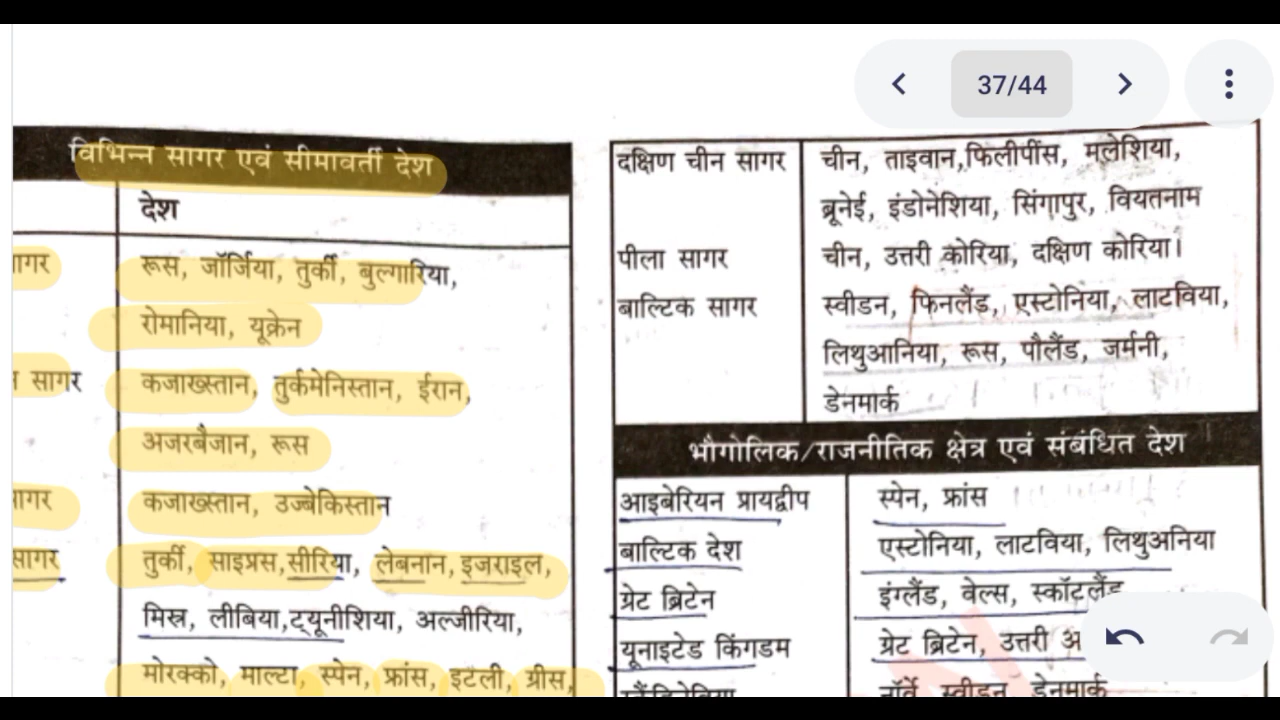 37/44
विभिन्न सागर एवं सीमावर्ती देश
देश
रूस, जॉर्जिया, तुर्की, बुल्गारिया,
रोमानिया, यूक्रेन
सागर
कजाख्स्तान, तुर्कमेनिस्तान, ईरान,
अजरबैजान, रूस
कजाख्स्तान, उज्बेकिस्तान
सागर
तुर्की, साइप्रस, सीरिया, लेबनान, इजराइल,
मिस्र, लीबिया, ट्यूनीशिया, अल्जीरिया,
मोरक्को, माल्टा, स्पेन, फ्रांस, इटली, ग्रीस,
दक्षिण चीन सागर चीन, ताइवान,फिलीपींस, मलेशिया,
ब्रूनेई, इंडोनेशिया, सिंगापुर, वियतनाम
पीला सागर चीन, उत्तरी कोरिया, दक्षिण कोरिया।
बाल्टिक सागर स्वीडन, फिनलैंड, एस्टोनिया, लाटविया,
लिथुआनिया, रूस, पौलैंड, जर्मनी,
डेनमार्क
भौगोलिक/राजनीतिक क्षेत्र एवं संबंधित देश
आइबेरियन प्रायद्वीप स्पेन, फ्रांस
बाल्टिक देश एस्टोनिया, लाटविया, लिथुअनिया
ग्रेट ब्रिटेन इंग्लैंड, वेल्स, स्कॉटलैंड
यूनाइटेड किंगडम ग्रेट ब्रिटेन, उत्तरी
नॉर्वे, स्वीडन, डेनमार्क